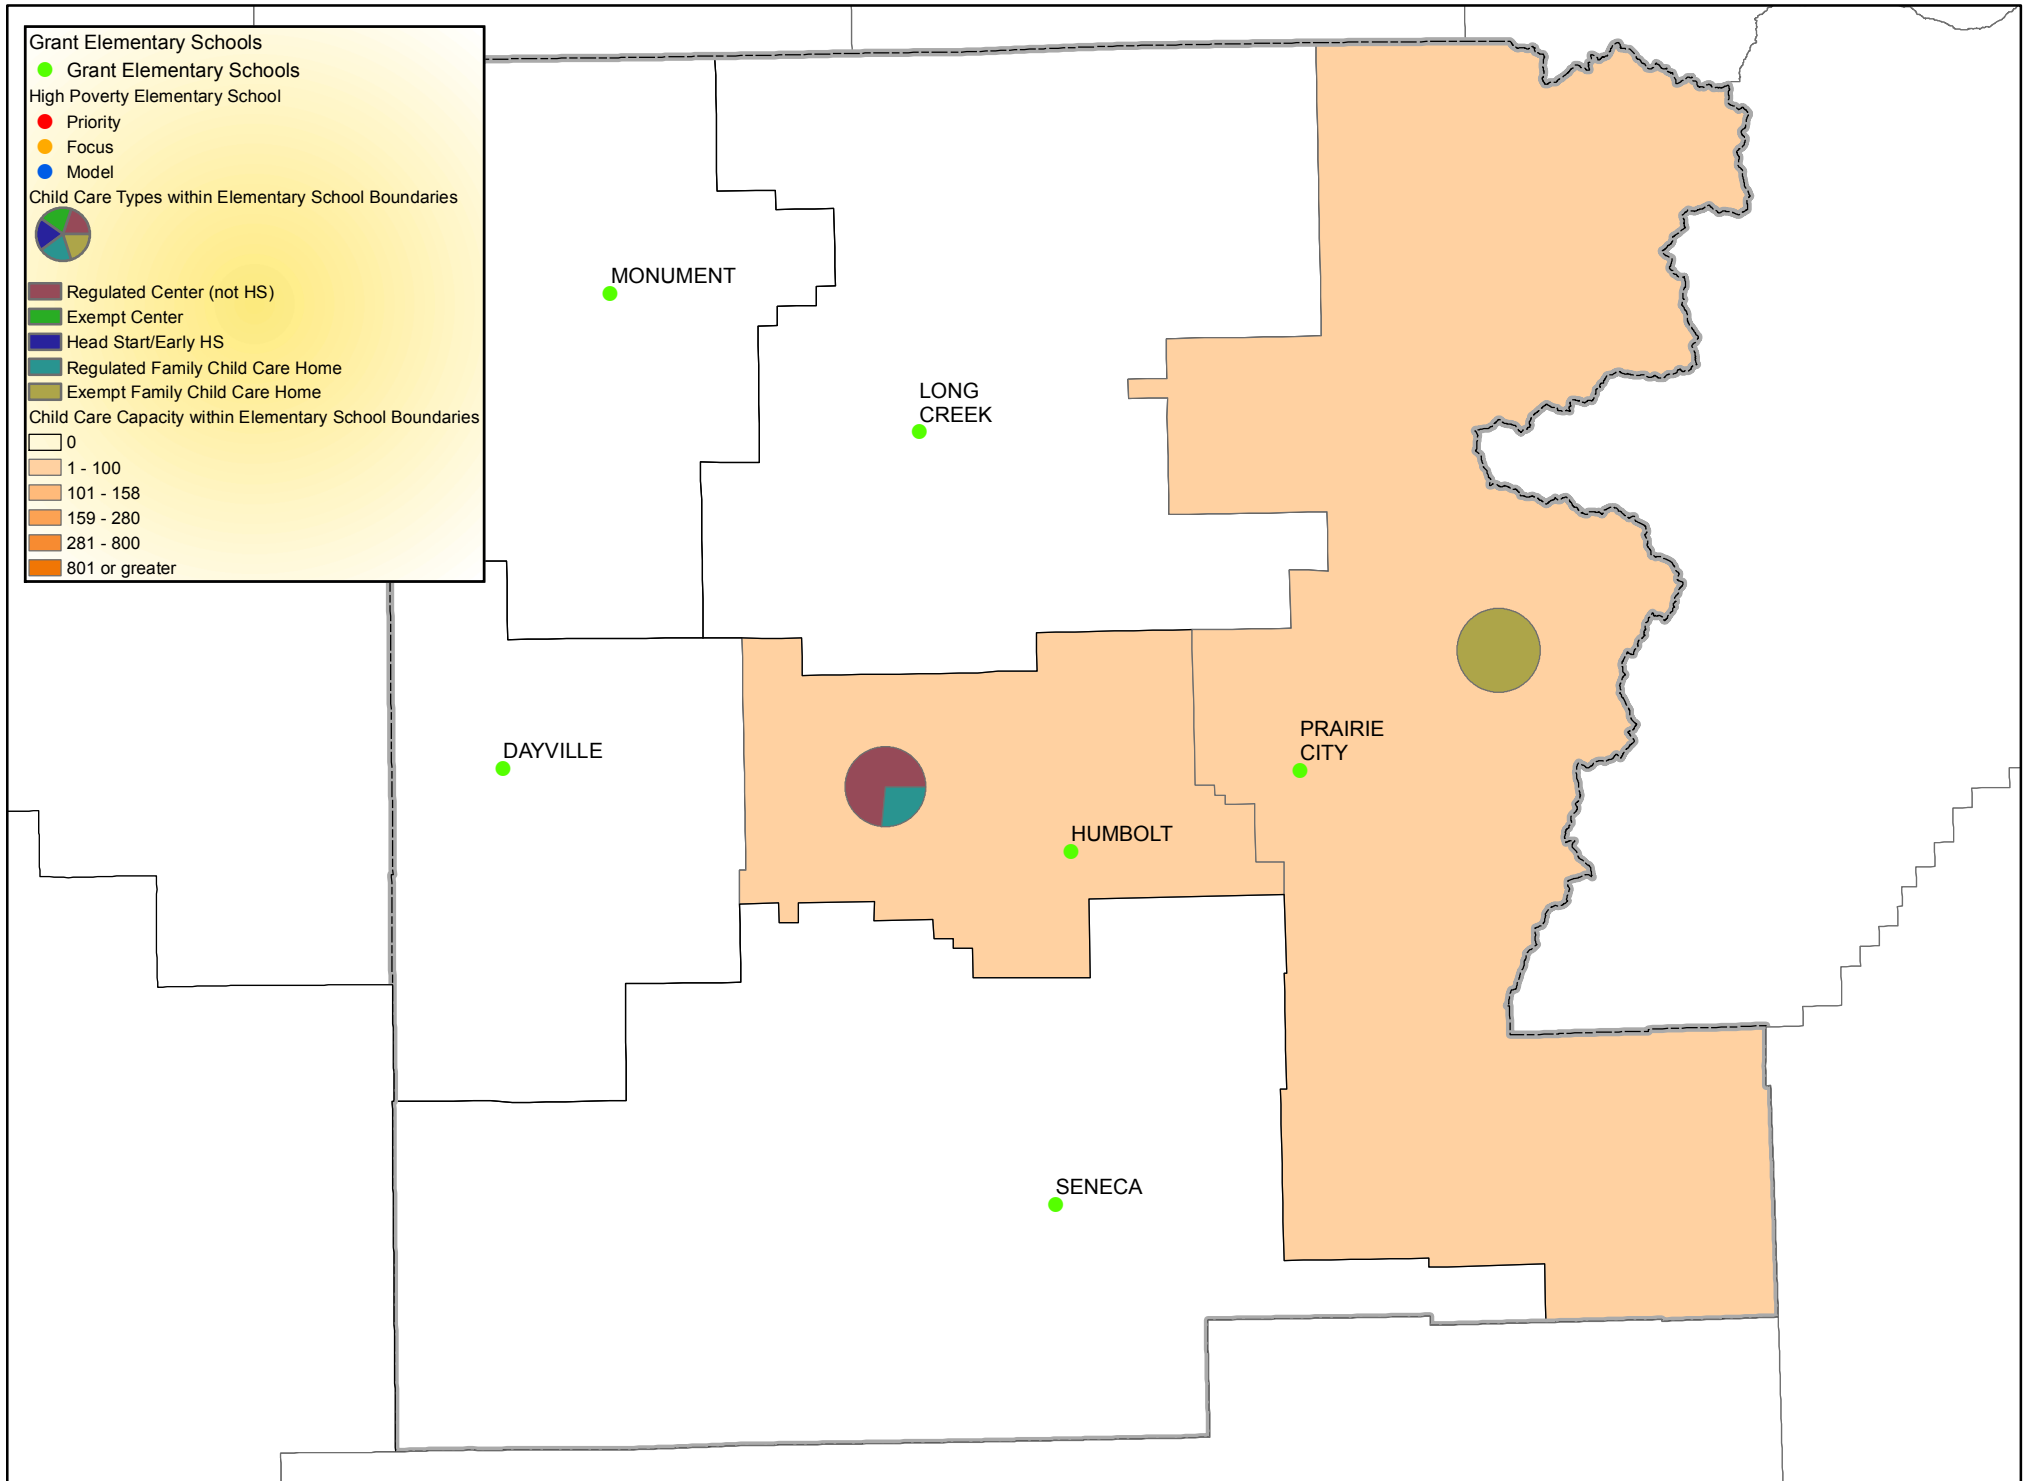 Grant Elementary Schools
Grant Elementary Schools
High Poverty Elementary School
Priority
Focus
Model
Child Care Types within Elementary School Boundaries
Regulated Center (not HS)
Exempt Center
Head Start/Early HS
Regulated Family Child Care Home
Exempt Family Child Care Home
Child Care Capacity within Elementary School Boundaries
0
1 - 100
101 - 158
159 - 280
281 - 800
801 or greater
MONUMENT
LONG
CREEK
DAYVILLE
PRAIRIE
CITY
HUMBOLT
SENECA